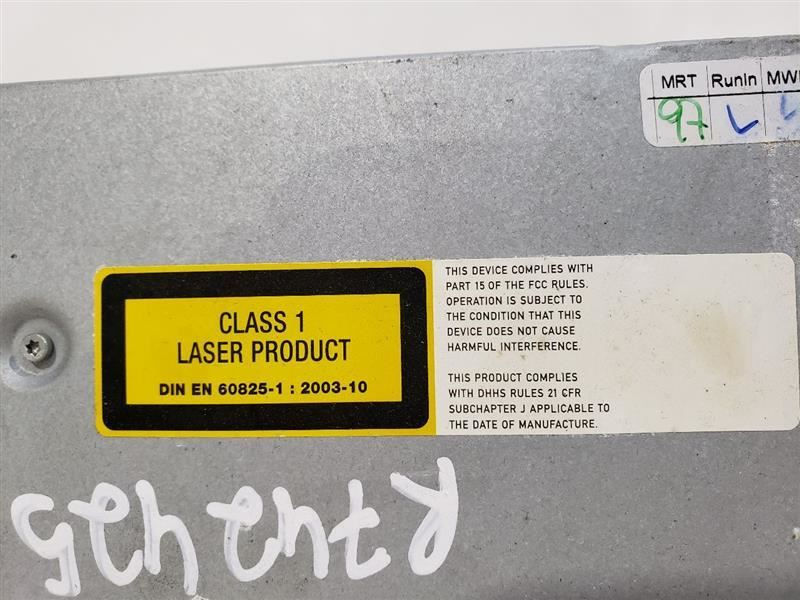 MRT RunIn
97
CLASS 1
LASER PRODUCT
DIN EN 60825-1 : 2003-10
THIS DEVICE COMPLIES WITH
PART 15 OF THE FCC RULES.
OPERATION IS SUBJECT TO
THE CONDITION THAT THIS
DEVICE DOES NOT CAUSE
HARMFUL INTERFERENCE.
THIS PRODUCT COMPLIES
WITH DHHS RULES 21 CFR
SUBCHAPTER J APPLICABLE TO
THE DATE OF MANUFACTURE.
R742425